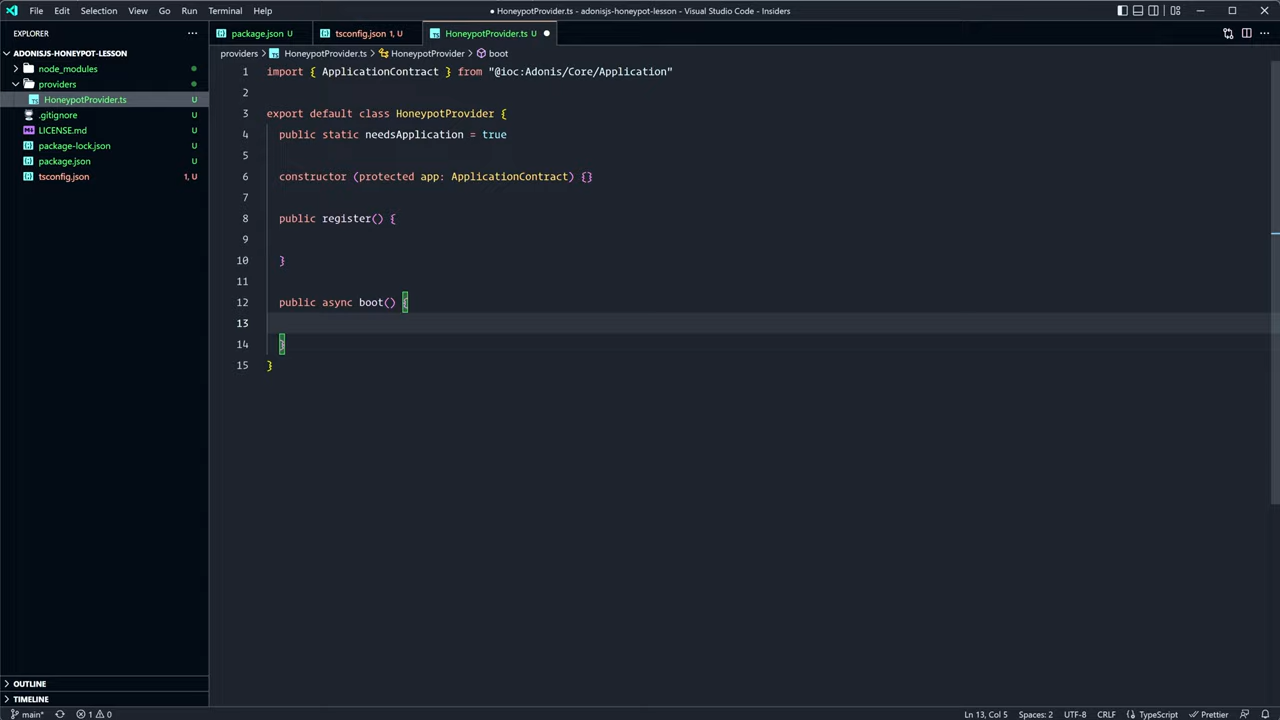 File Edit Selection View Go Run Terminal Help
● HoneypotProvider.ts - adonisjs-honeypot-lesson - Visual Studio Code - Insiders
EXPLORER
ADONISJS-HONEYPOT-LESSON
node_modules
providers
HoneypotProvider.ts U
.gitignore U
LICENSE.md U
package-lock.json U
package.json U
tsconfig.json 1, U
OUTLINE
TIMELINE
package.json U
tsconfig.json 1, U
HoneypotProvider.ts U
providers > HoneypotProvider.ts > HoneypotProvider > boot
1 import { ApplicationContract } from "@ioc:Adonis/Core/Application"
2
3 export default class HoneypotProvider {
4 public static needsApplication = true
5
6 constructor (protected app: ApplicationContract) {}
7
8 public register() {
9
10 }
11
12 public async boot() {
13
14 }
15 }
main* 1 0
Ln 13, Col 5 Spaces: 2 UTF-8 CRLF {} TypeScript Prettier